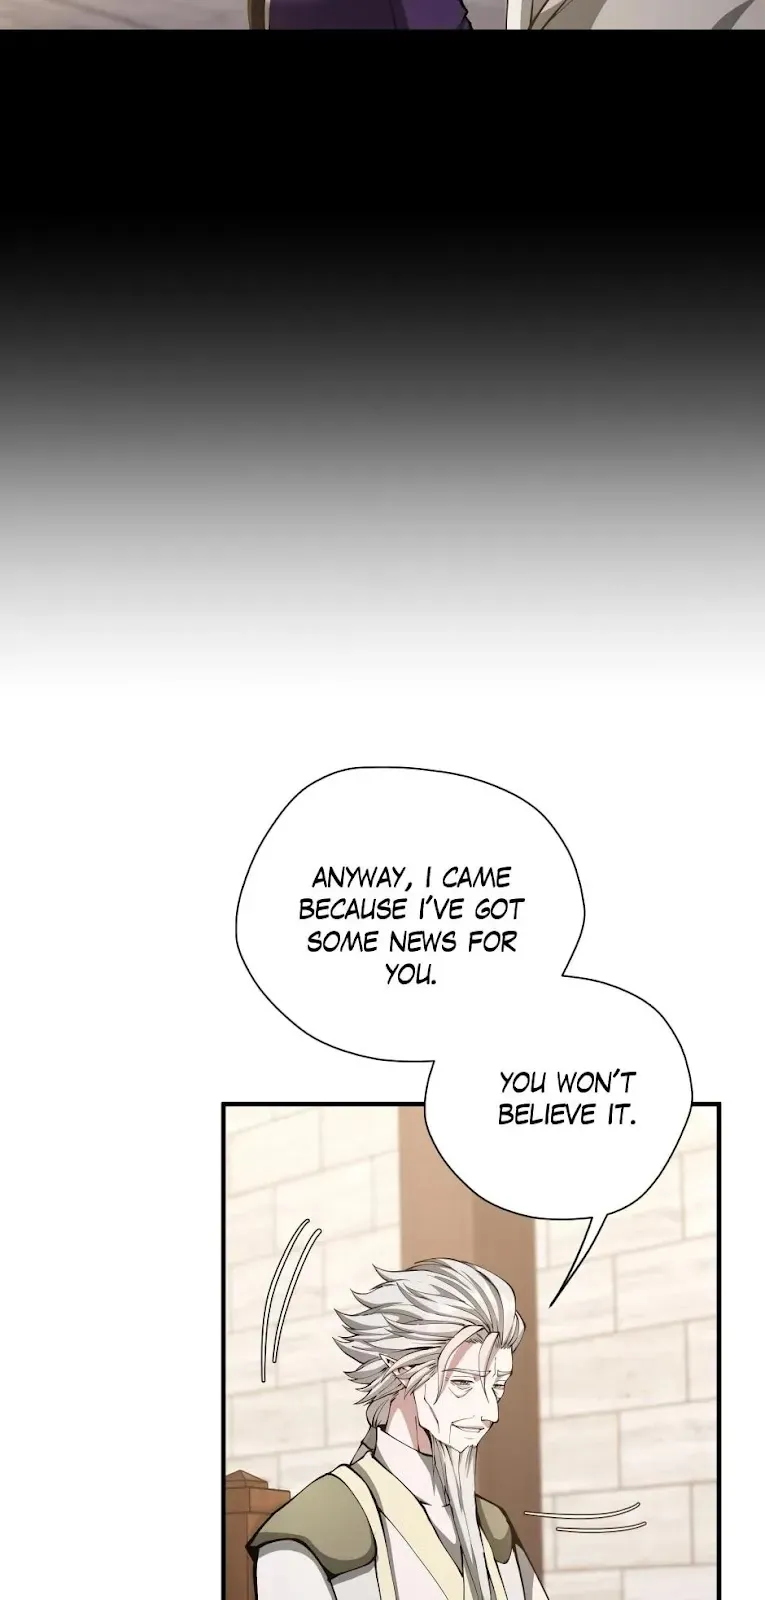 ANYWAY, I CAME
BECAUSE I'VE GOT
SOME NEWS FOR
YOU.
YOU WON'T
BELIEVE IT.